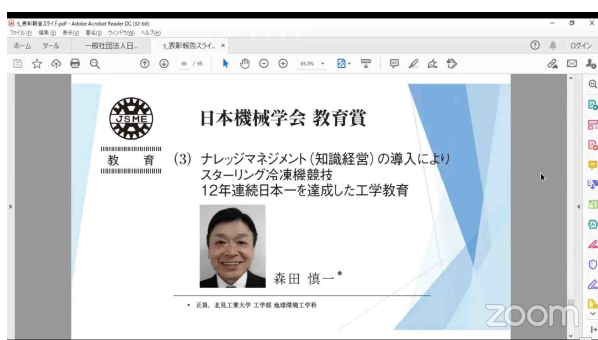 5_表彰報告スライド.pdf - Adobe Acrobat Reader DC (32-bit)
ファイル(F) 編集(E) 表示(V) 署名(S) ウィンドウ(W) ヘルプ(H)
ホーム ツール 一般社団法人日... 5_表彰報告スライ... ×
ログイン
/ 95
JSME
日本機械学会 教育賞
教 育
(3) ナレッジマネジメント(知識経営)の導入により
スターリング冷凍機競技
12年連続日本一を達成した工学教育
森田 慎一*
* 正員, 北見工業大学 工学部 地球環境工学科
zoom